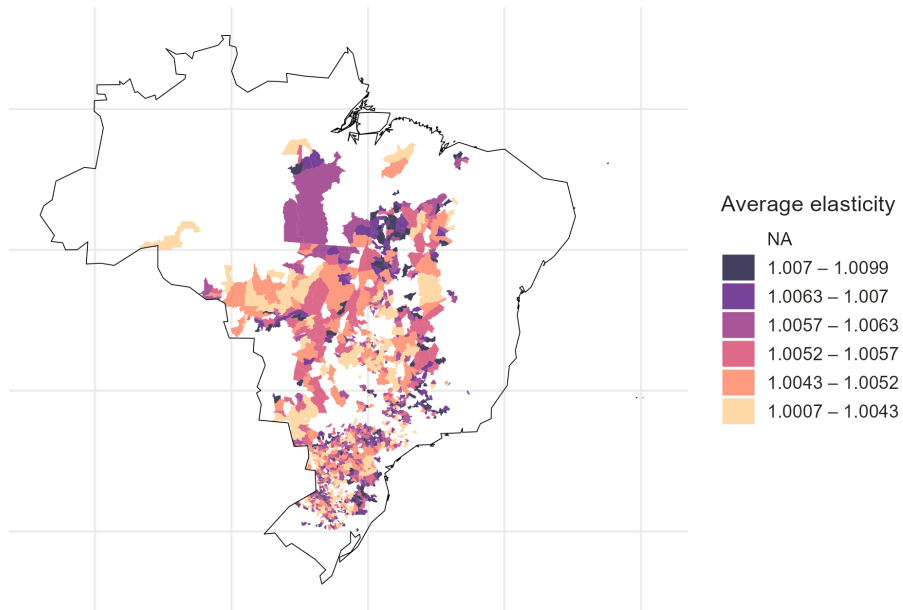 Average elasticity
NA
1.007 – 1.0099
1.0063 – 1.007
1.0057 – 1.0063
1.0052 – 1.0057
1.0043 – 1.0052
1.0007 – 1.0043